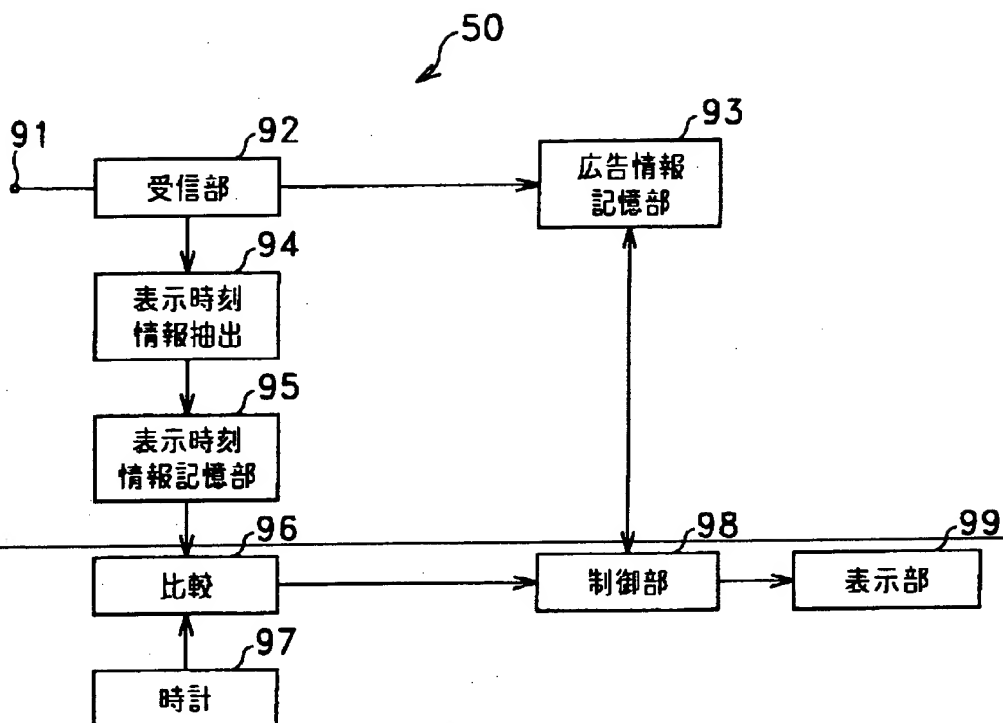 50
91
92
受信部
93
広告情報
記憶部
94
表示時刻
情報抽出
95
表示時刻
情報記憶部
96
比較
98
制御部
99
表示部
97
時計